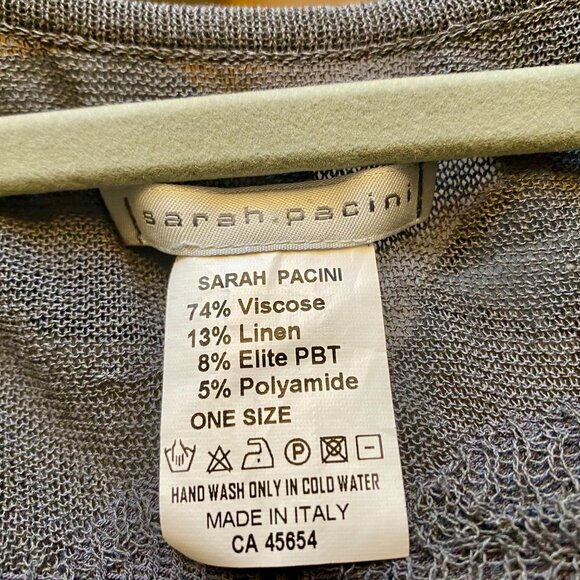 sarah.pacini
SARAH PACINI
74% Viscose
13% Linen
8% Elite PBT
5% Polyamide
ONE SIZE
P
HAND WASH ONLY IN COLD WATER
MADE IN ITALY
CA 45654